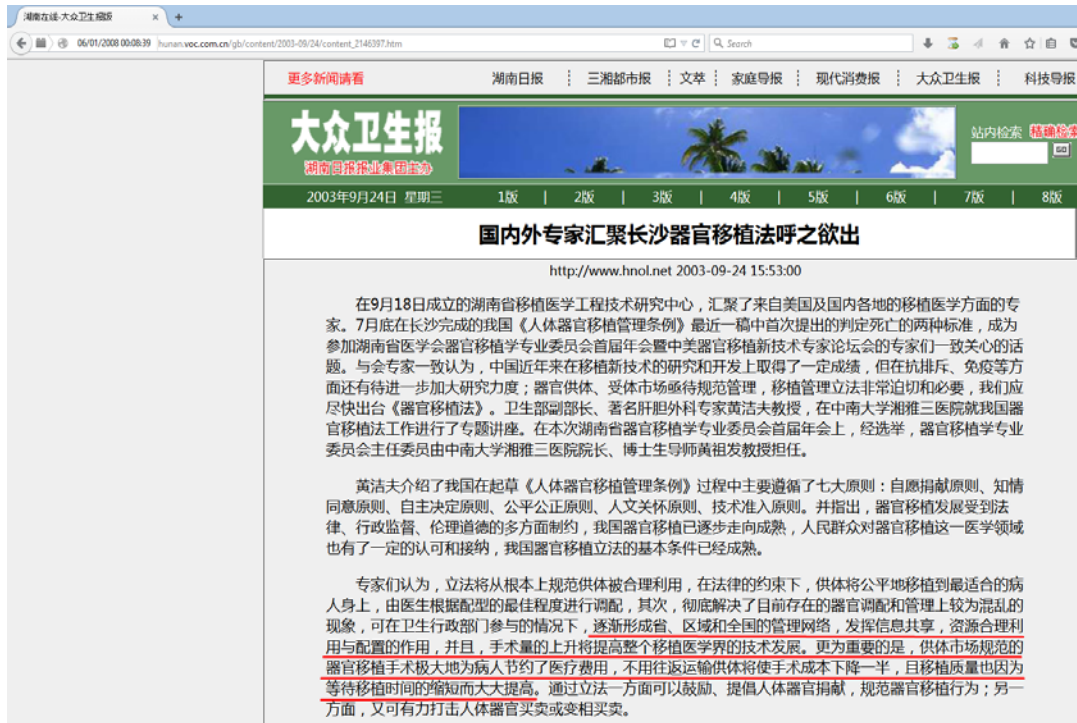 湖南在线-大众卫生报版
06/01/2008 00:08:39
hunan.voc.com.cn/gb/content/2003-09/24/content_2146397.htm
Search
更多新闻请看
湖南日报 ┊ 三湘都市报 ┊ 文萃 ┊ 家庭导报 ┊ 现代消费报 ┊ 大众卫生报 ┊ 科技导报
大众卫生报
湖南日报报业集团主办
站内检索 精确检索
GO
2003年9月24日 星期三 1版 | 2版 | 3版 | 4版 | 5版 | 6版 | 7版 | 8版
国内外专家汇聚长沙器官移植法呼之欲出
http://www.hnol.net 2003-09-24 15:53:00
在9月18日成立的湖南省移植医学工程技术研究中心，汇聚了来自美国及国内各地的移植医学方面的专
家。7月底在长沙完成的我国《人体器官移植管理条例》最近一稿中首次提出的判定死亡的两种标准，成为
参加湖南省医学会器官移植学专业委员会首届年会暨中美器官移植新技术专家论坛会的专家们一致关心的话
题。与会专家一致认为，中国近年来在移植新技术的研究和开发上取得了一定成绩，但在抗排斥、免疫等方
面还有待进一步加大研究力度；器官供体、受体市场亟待规范管理，移植管理立法非常迫切和必要，我们应
尽快出台《器官移植法》。卫生部副部长、著名肝胆外科专家黄洁夫教授，在中南大学湘雅三医院就我国器
官移植法工作进行了专题讲座。在本次湖南省器官移植学专业委员会首届年会上，经选举，器官移植学专业
委员会主任委员由中南大学湘雅三医院院长、博士生导师黄祖发教授担任。
黄洁夫介绍了我国在起草《人体器官移植管理条例》过程中主要遵循了七大原则：自愿捐献原则、知情
同意原则、自主决定原则、公平公正原则、人文关怀原则、技术准入原则。并指出，器官移植发展受到法
律、行政监督、伦理道德的多方面制约，我国器官移植已逐步走向成熟，人民群众对器官移植这一医学领域
也有了一定的认可和接纳，我国器官移植立法的基本条件已经成熟。
专家们认为，立法将从根本上规范供体被合理利用，在法律的约束下，供体将公平地移植到最适合的病
人身上，由医生根据配型的最佳程度进行调配，其次，彻底解决了目前存在的器官调配和管理上较为混乱的
现象，可在卫生行政部门参与的情况下，逐渐形成省、区域和全国的管理网络，发挥信息共享，资源合理利
用与配置的作用，并且，手术量的上升将提高整个移植医学界的技术发展。更为重要的是，供体市场规范的
器官移植手术极大地为病人节约了医疗费用，不用往返运输供体将使手术成本下降一半，且移植质量也因为
等待移植时间的缩短而大大提高。通过立法一方面可以鼓励、提倡人体器官捐献，规范器官移植行为；另一
方面，又可有力打击人体器官买卖或变相买卖。